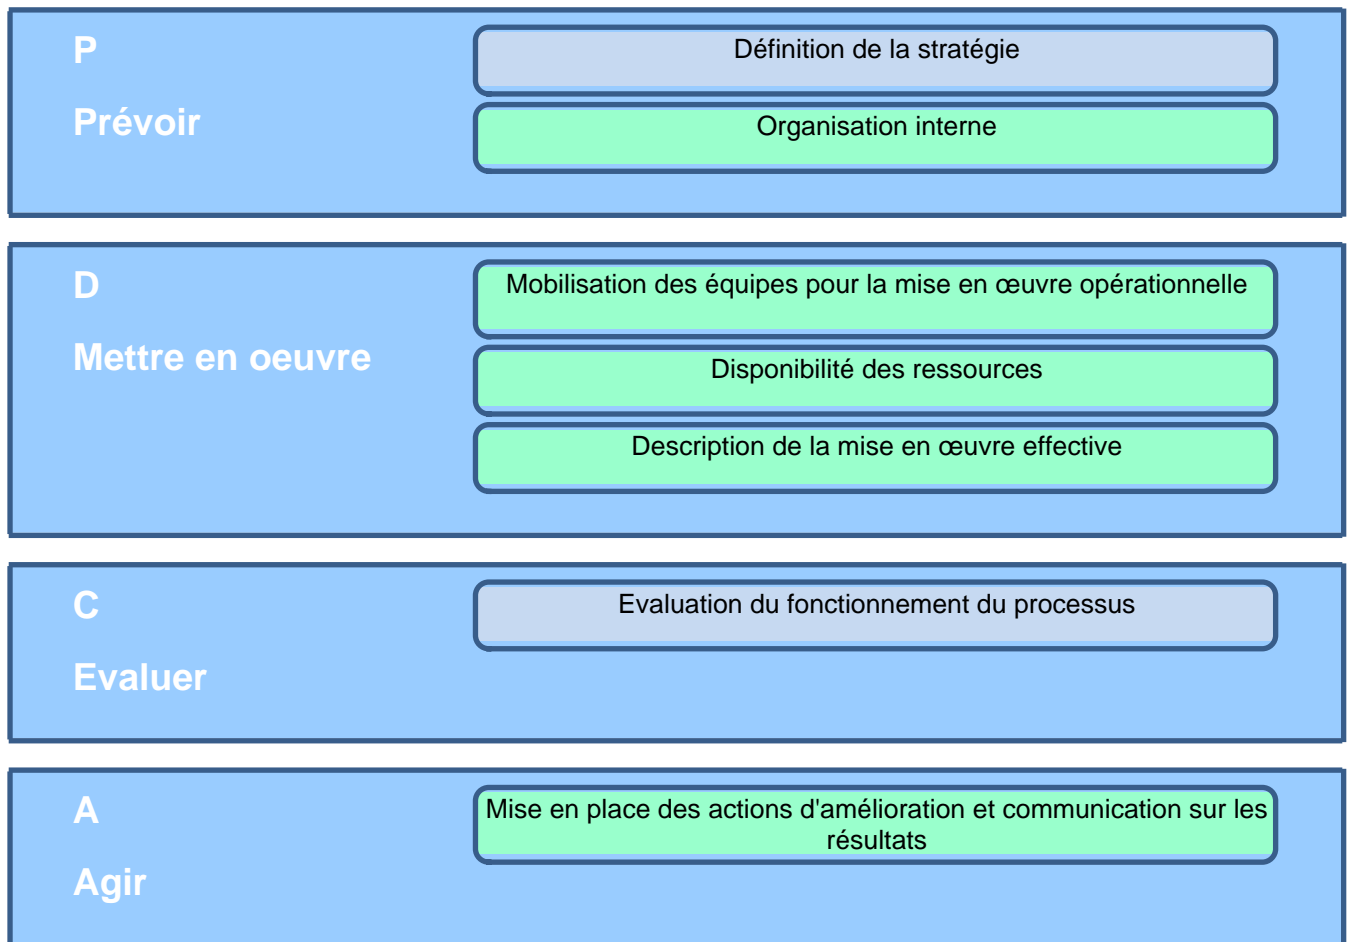 P
Prévoir
Définition de la stratégie
Organisation interne
D
Mettre en oeuvre
Mobilisation des équipes pour la mise en œuvre opérationnelle
Disponibilité des ressources
Description de la mise en œuvre effective
C
Evaluer
Evaluation du fonctionnement du processus
A
Agir
Mise en place des actions d'amélioration et communication sur les
résultats